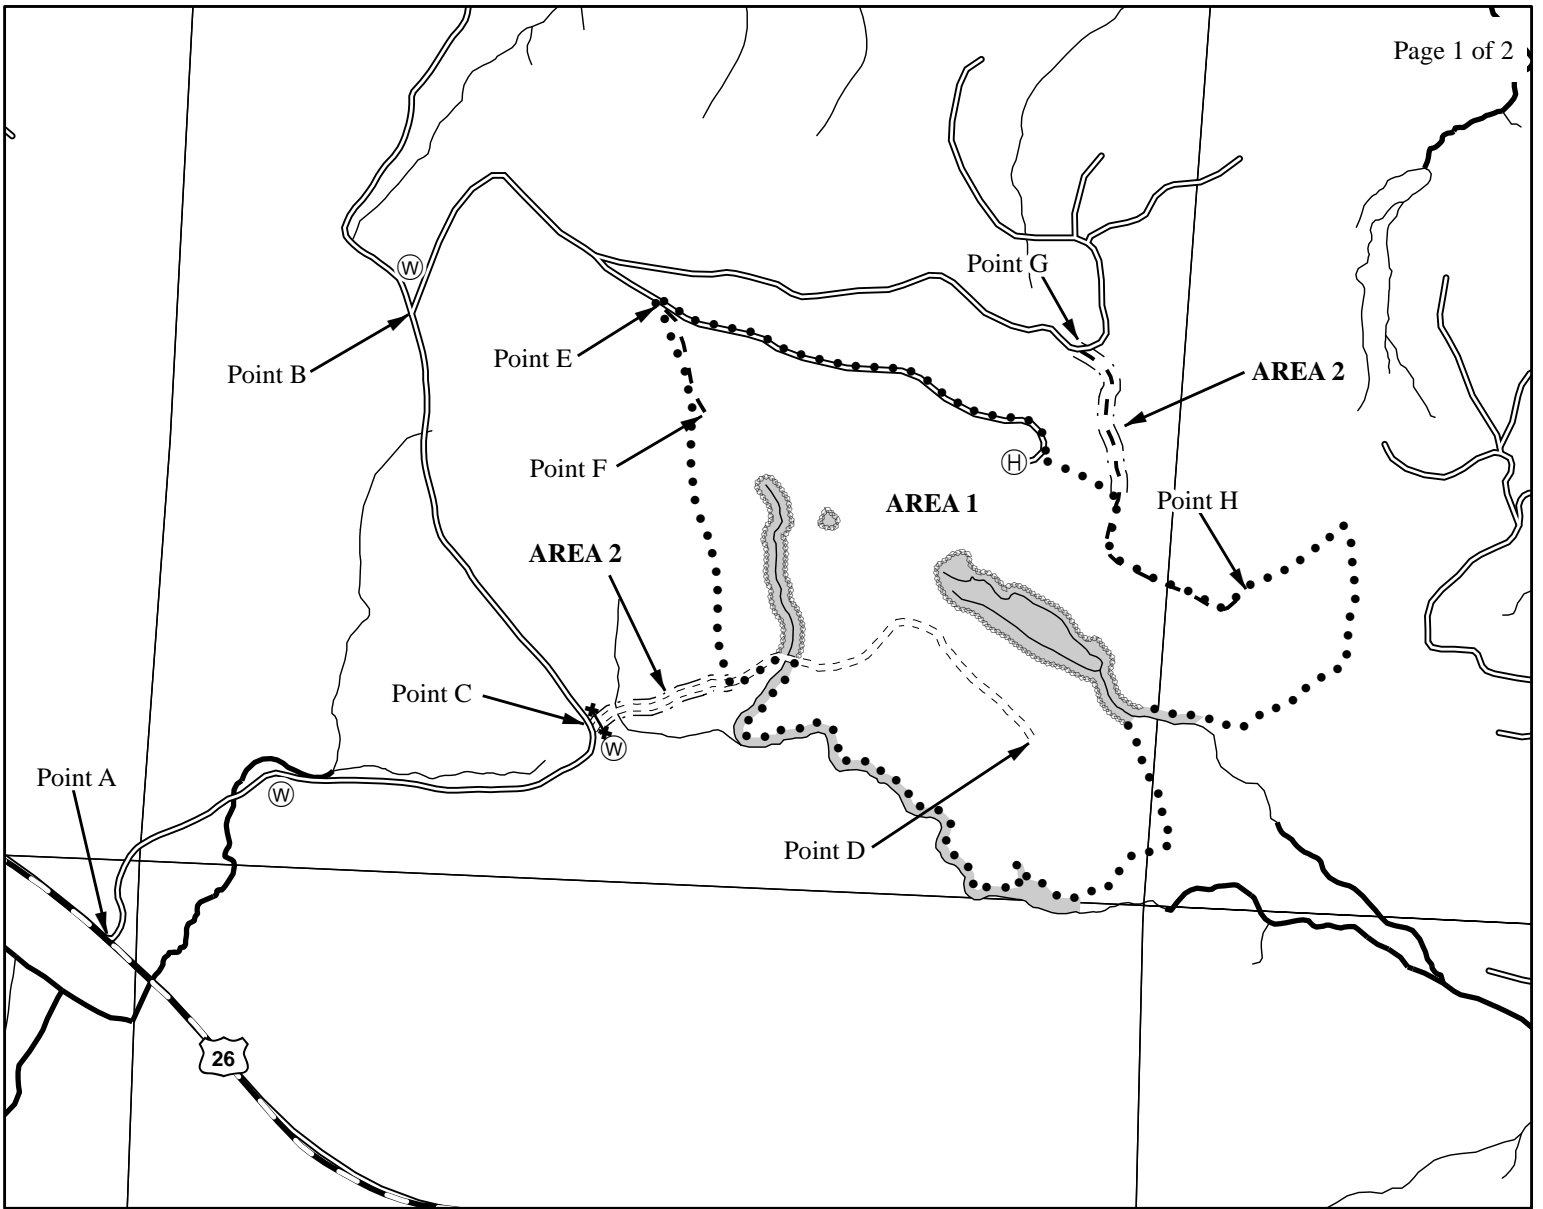 Page 1 of 2
W
Point G
Point B
Point E
AREA 2
Point F
H
AREA 1
Point H
AREA 2
Point C
W
Point A
W
Point D
26